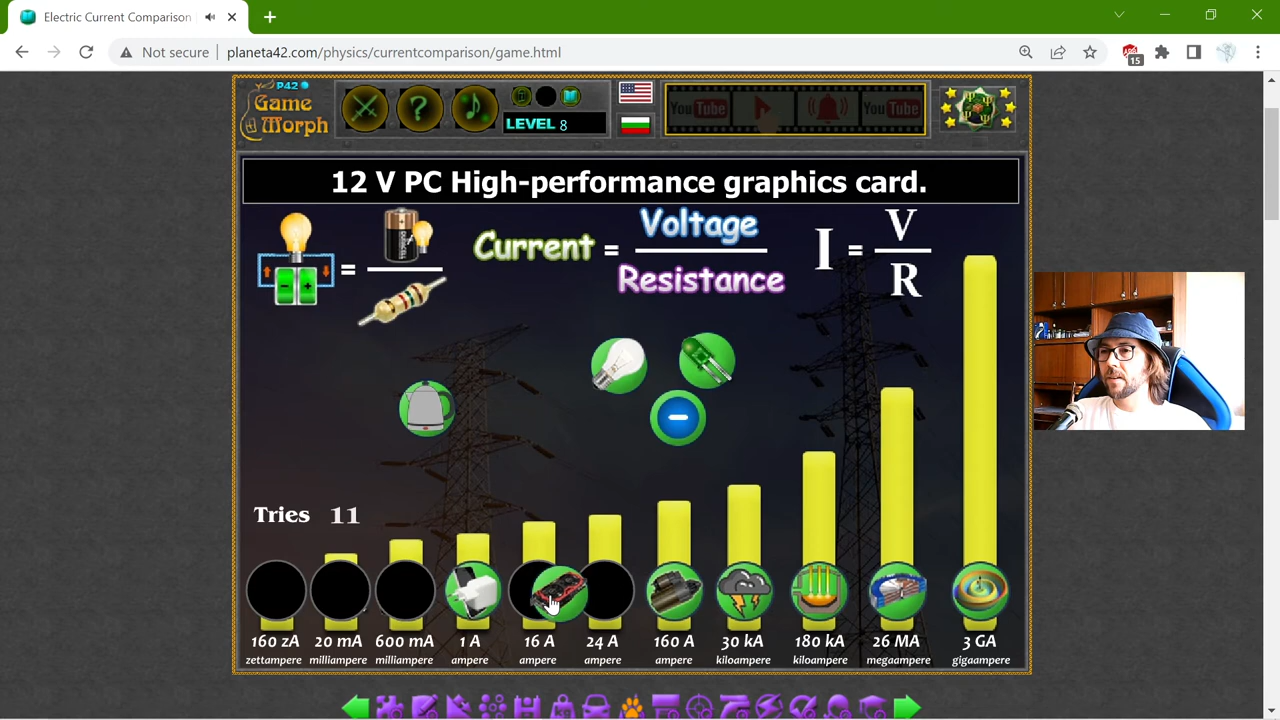 Electric Current Comparison
Not secure
planeta42.com/physics/currentcomparison/game.html
15
P42
Game
Morph
LEVEL 8
YouTube
YouTube
12 V PC High-performance graphics card.
Current = Voltage
Resistance
I = V
R
=
Tries 11
160 zA 20 mA 600 mA 1 A 16 A 24 A 160 A 30 kA 180 kA 26 MA 3 GA
zettampere milliampere milliampere ampere ampere ampere ampere kiloampere kiloampere megaampere gigaampere